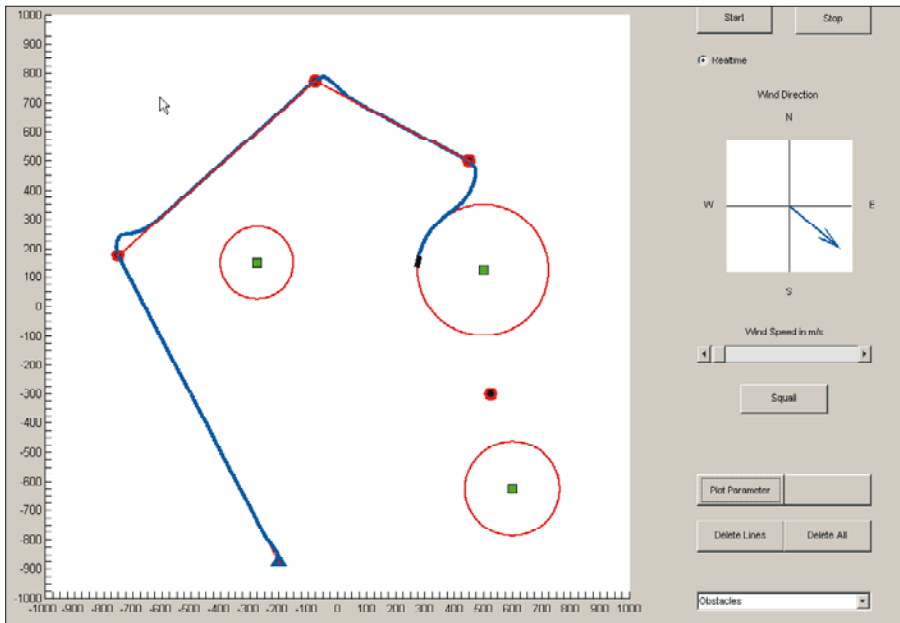 1000
900
800
700
600
500
400
300
200
100
0
-100
-200
-300
-400
-500
-600
-700
-800
-900
-1000
-1000 -900 -800 -700 -600 -500 -400 -300 -200 -100 0 100 200 300 400 500 600 700 800 900 1000
Start Stop
Realtime
Wind Direction
N
W E
S
Wind Speed in m/s
Squall
Plot Parameter
Delete Lines Delete All
Obstacles